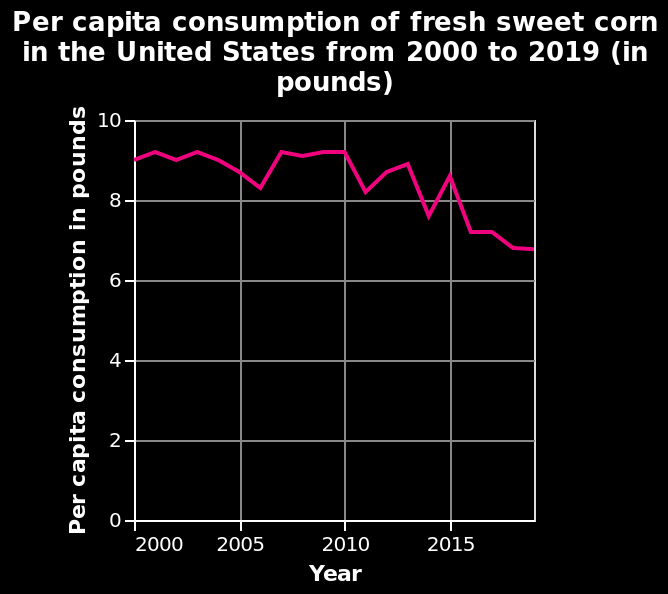 Per capita consumption of fresh sweet corn
in the United States from 2000 to 2019 (in
pounds)
Per capita consumption in pounds
10
8
6
4
2
0
2000 2005 2010 2015
Year